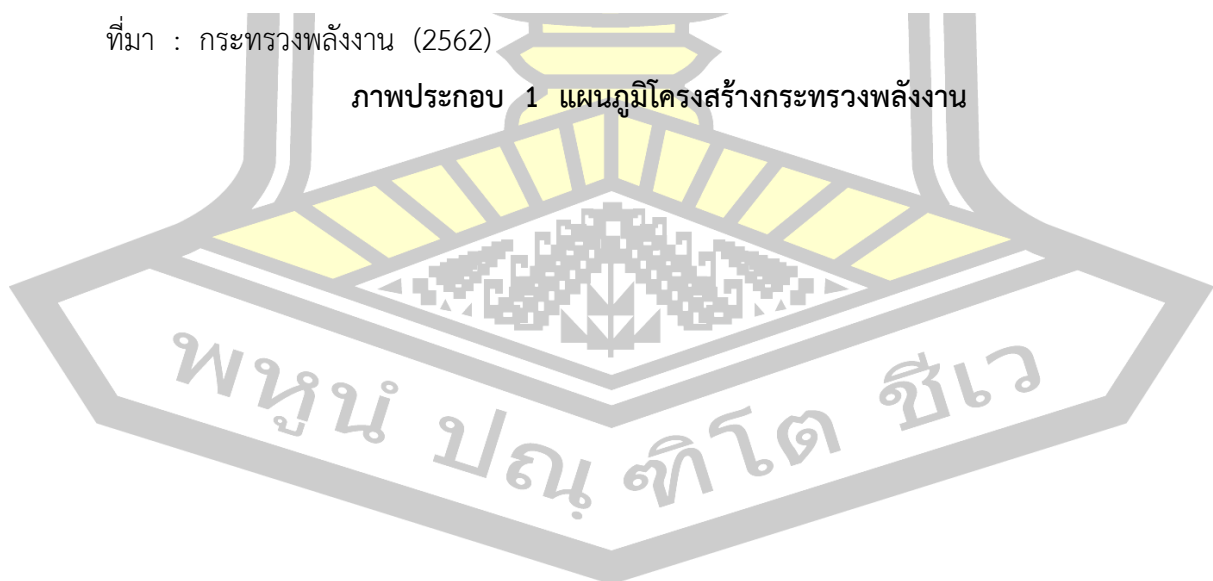 ที่มา : กระทรวงพลังงาน (2562)
ภาพประกอบ 1 แผนภูมิโครงสร้างกระทรวงพลังงาน
พหูนํ ปณฺฑิโต ชีเว